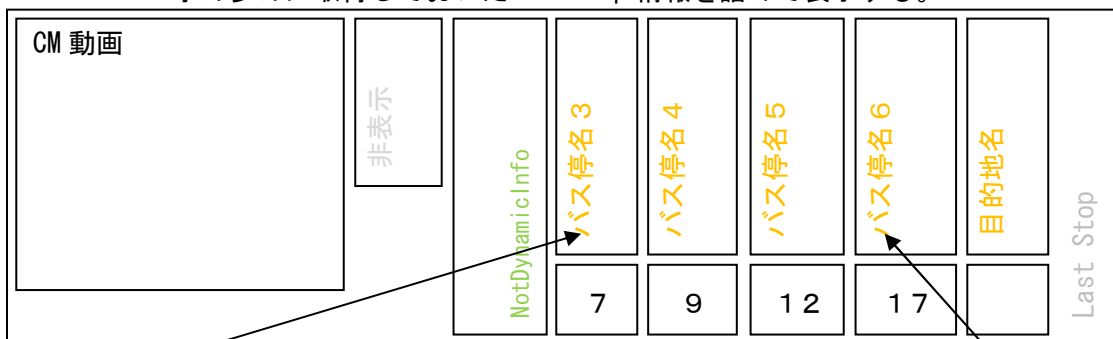 CM 動画
非表示
NotDynamicInfo
バス停名3
バス停名4
バス停名5
バス停名6
目的地名
Last Stop
7
9
12
17